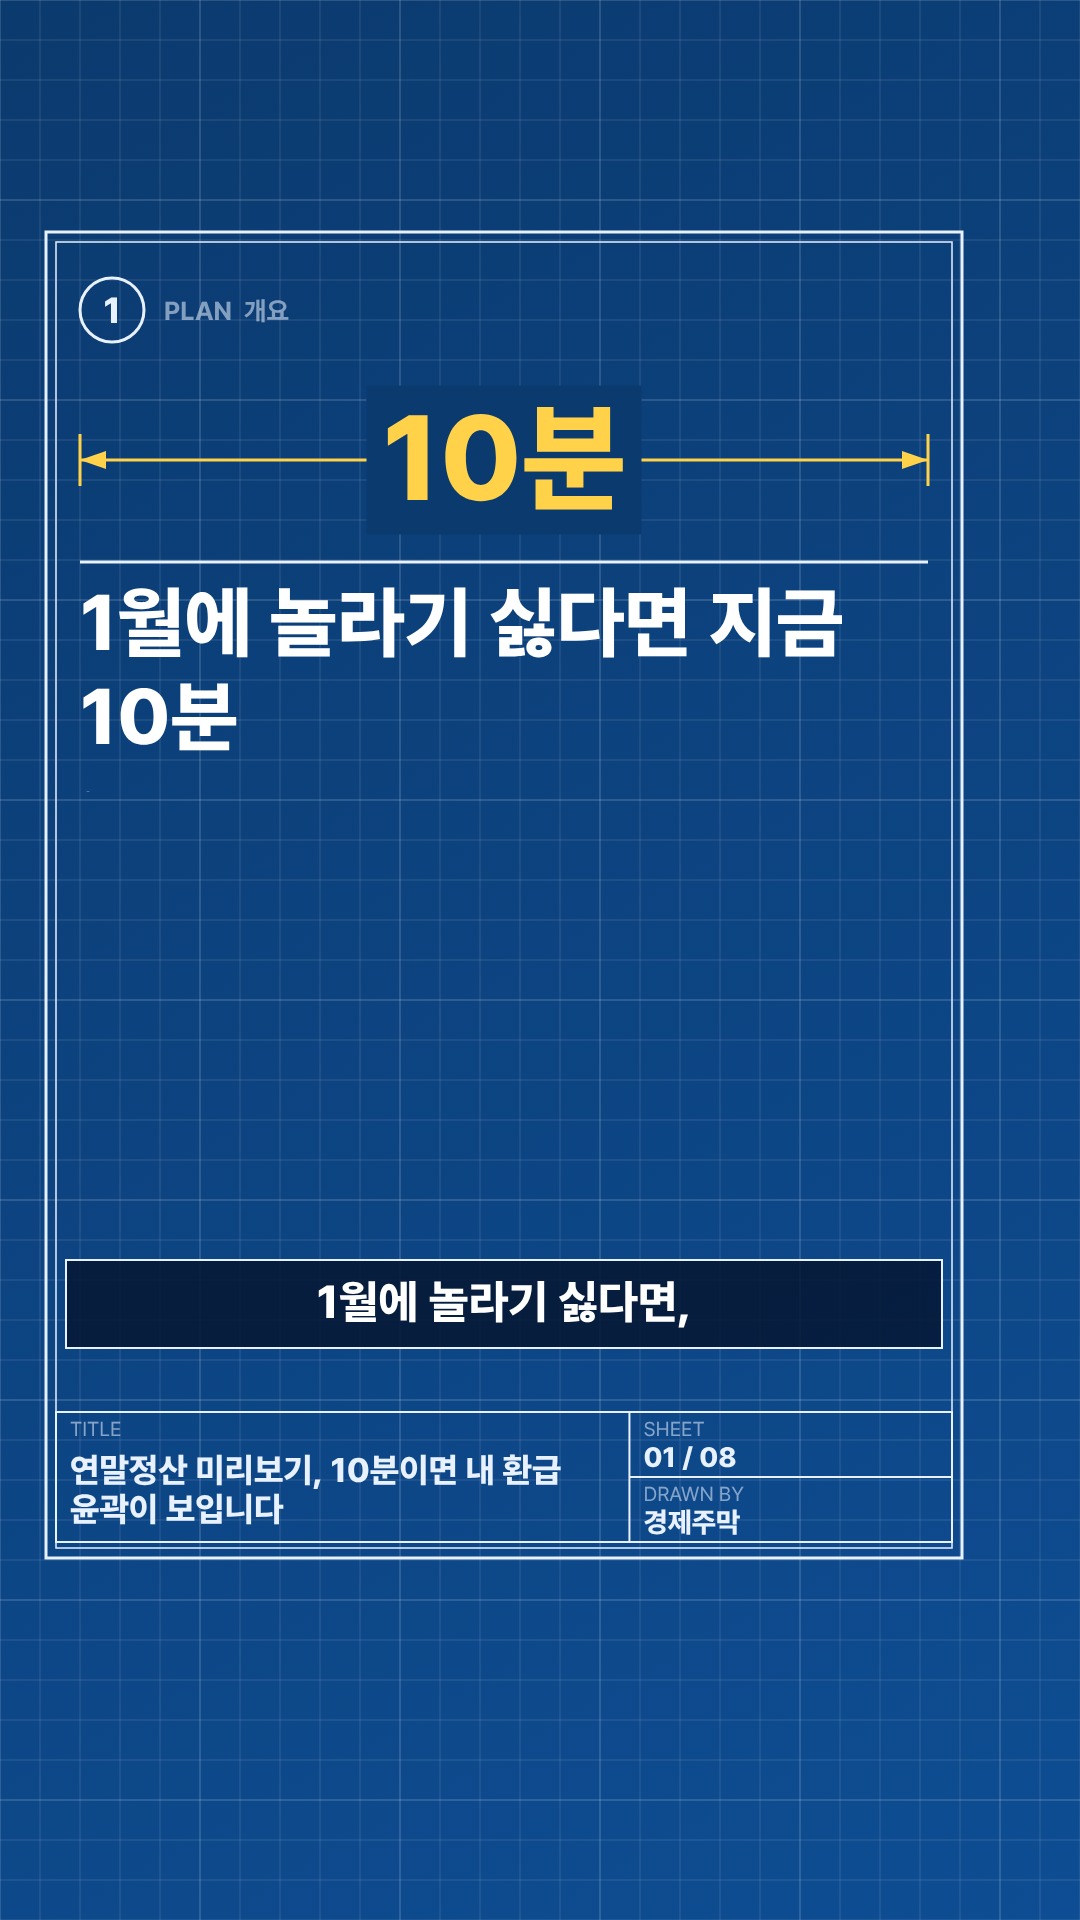 1
PLAN 개요
10분
1월에 놀라기 싫다면 지금
10분
1월에 놀라기 싫다면,
TITLE
연말정산 미리보기, 10분이면 내 환급
윤곽이 보입니다
SHEET
01 / 08
DRAWN BY
경제주막